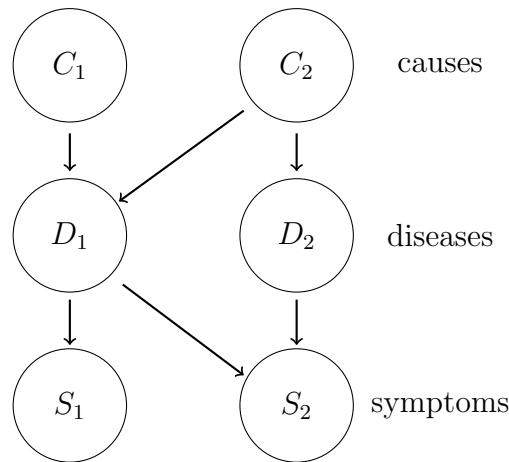 C₁ C₂ causes
D₁ D₂ diseases
S₁ S₂ symptoms